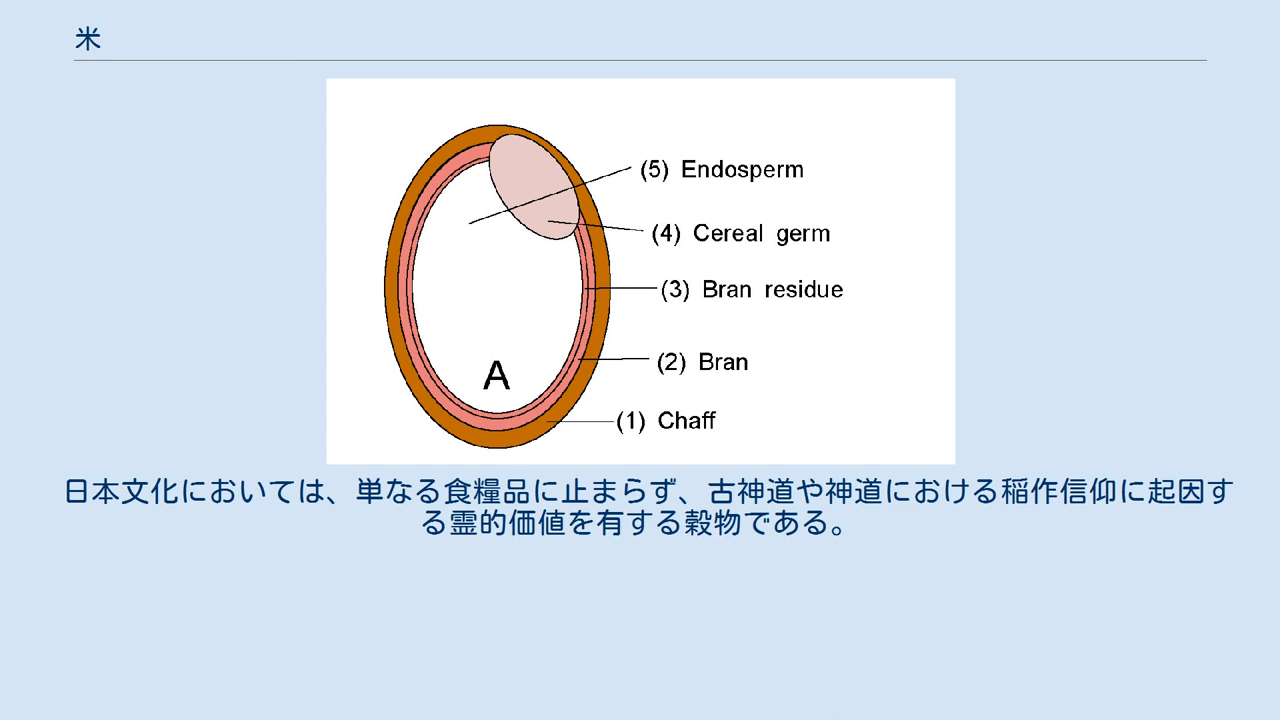 米
(5) Endosperm
(4) Cereal germ
(3) Bran residue
(2) Bran
A
(1) Chaff
日本文化においては、単なる食糧品に止まらず、古神道や神道における稲作信仰に起因す
る霊的価値を有する穀物である。